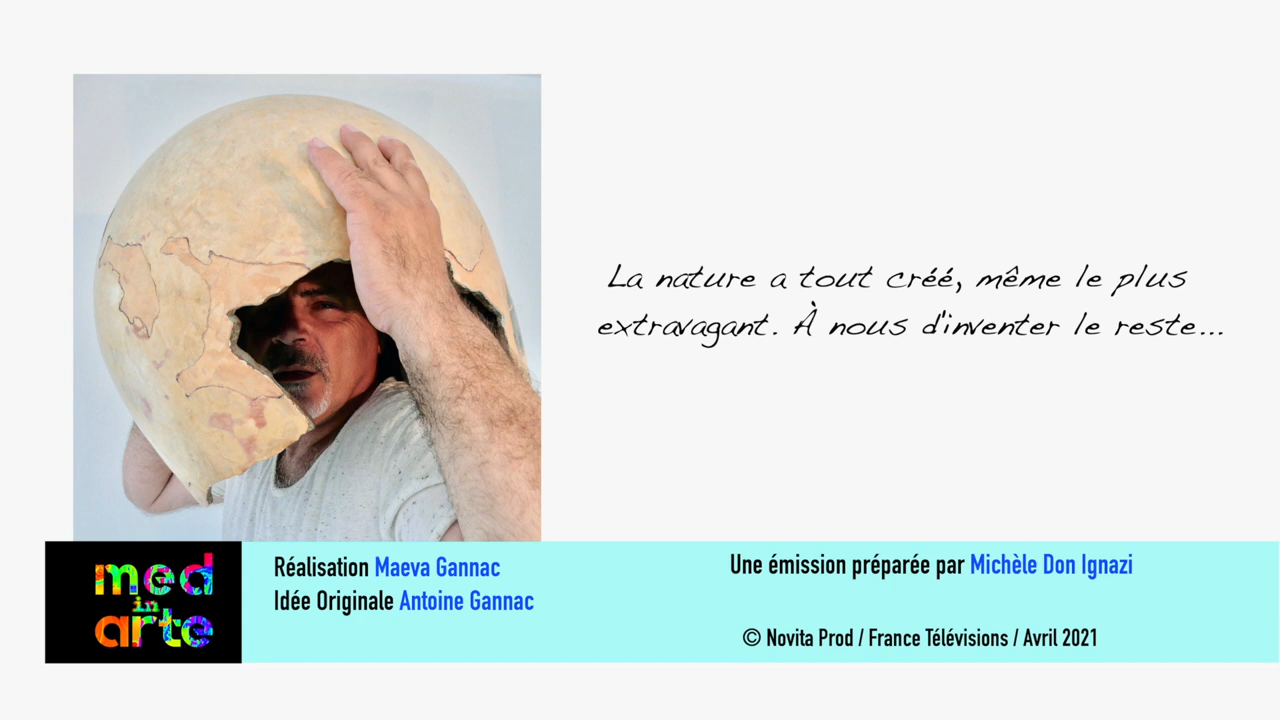 La nature a tout créé, même le plus
extravagant. À nous d'inventer le reste...
med
in
arte
Réalisation Maeva Gannac
Idée Originale Antoine Gannac
Une émission préparée par Michèle Don Ignazi
© Novita Prod / France Télévisions / Avril 2021